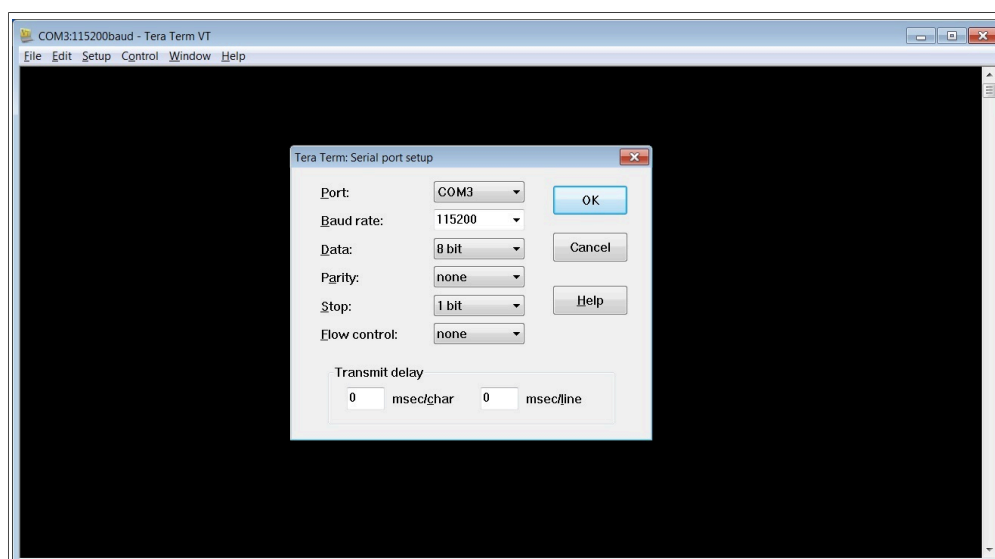 COM3:115200baud - Tera Term VT
File Edit Setup Control Window Help
Tera Term: Serial port setup
Port: COM3 OK
Baud rate: 115200
Data: 8 bit Cancel
Parity: none
Stop: 1 bit Help
Flow control: none
Transmit delay
0 msec/char 0 msec/line